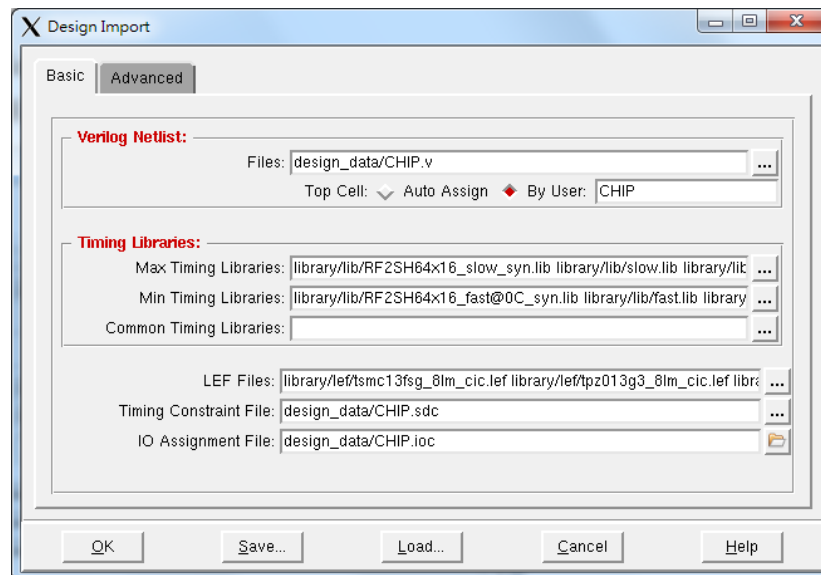 Design Import
Basic Advanced
Verilog Netlist:
Files: design_data/CHIP.v ...
Top Cell: Auto Assign By User: CHIP
Timing Libraries:
Max Timing Libraries: library/lib/RF2SH64x16_slow_syn.lib library/lib/slow.lib library/lib ...
Min Timing Libraries: library/lib/RF2SH64x16_fast@0C_syn.lib library/lib/fast.lib library ...
Common Timing Libraries: ...
LEF Files: library/lef/tsmc13fsg_8lm_cic.lef library/lef/tpz013g3_8lm_cic.lef libra ...
Timing Constraint File: design_data/CHIP.sdc ...
IO Assignment File: design_data/CHIP.ioc
OK Save... Load... Cancel Help